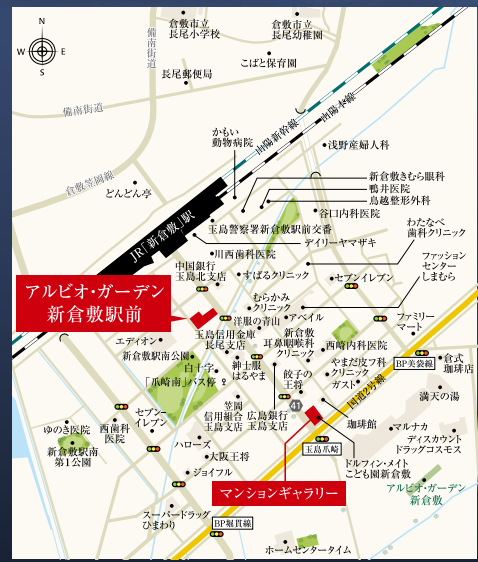 N
W
E
S
倉敷市立
長尾小学校
倉敷市立
長尾幼稚園
備南街道
こばと保育園
長尾郵便局
備南街道
山陽新幹線
山陽本線
かもい
動物病院
浅野産婦人科
倉敷笠岡線
どんどん亭
新倉敷きむら眼科
鴨井医院
鳥越整形外科
谷口内科医院
JR「新倉敷」駅
玉島警察署新倉敷駅前交番
デイリーヤマザキ
わたなべ
歯科クリニック
川西歯科医院
中国銀行
玉島北支店
すばるクリニック
セブンイレブン
ファッション
センター
しまむら
アルビオ・ガーデン
新倉敷駅前
むらかみ
クリニック
アベイル
洋服の青山
ファミリー
マート
エディオン
玉島信用金庫
長尾支店
新倉敷
耳鼻咽喉科
クリニック
西崎内科医院
新倉敷駅南公園
白十字
紳士服
はるやま
やまだ皮フ科
クリニック
BP美袋線
倉式
珈琲店
「爪崎南」バス停
餃子の
王将
ガスト
国道2号線
満天の湯
笠岡
信用組合
玉島支店
広島銀行
玉島支店
41
セブン-
イレブン
ゆのき医院
西歯科
医院
珈琲館
マルナカ
新倉敷駅南
第1公園
ハローズ
玉島爪崎
ディスカウント
ドラッグコスモス
大阪王将
ドルフィン・メイト
こども園新倉敷
ジョイフル
マンションギャラリー
アルビオ・ガーデン
新倉敷
スーパードラッグ
ひまわり
BP堀貫線
ホームセンタータイム